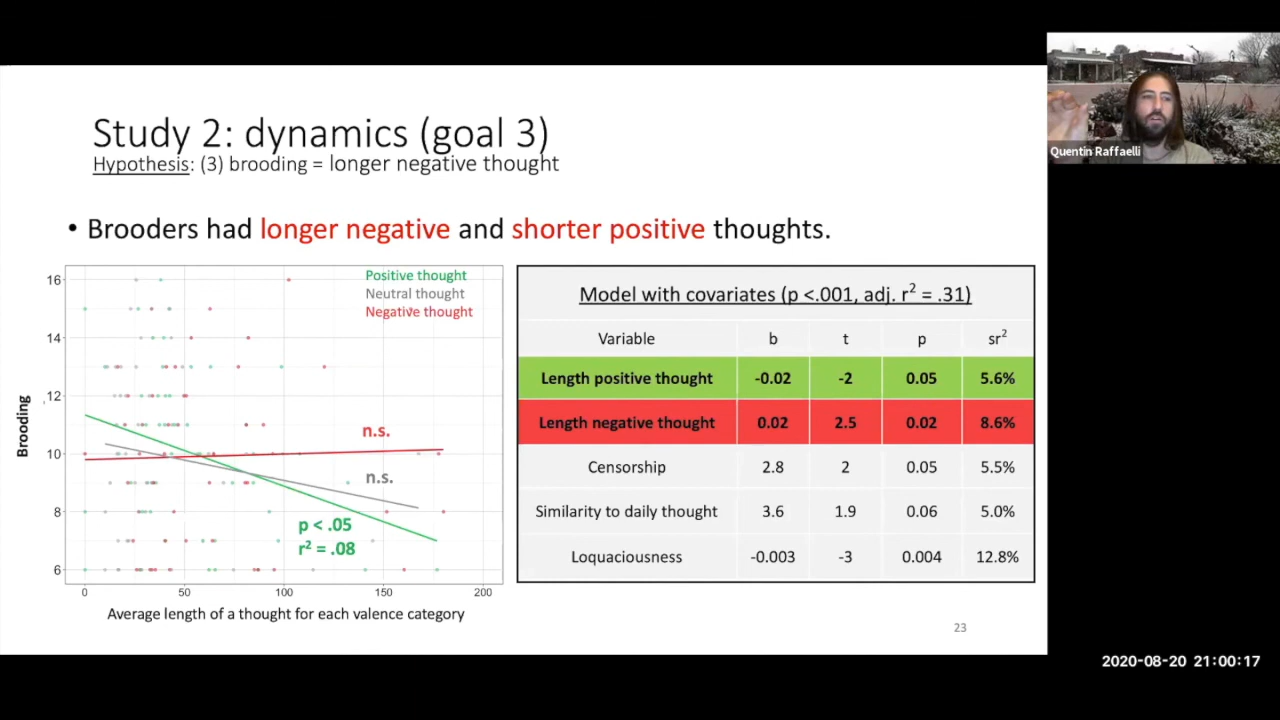 Study 2: dynamics (goal 3)
Hypothesis: (3) brooding = longer negative thought
• Brooders had longer negative and shorter positive thoughts.
Positive thought
Neutral thought
Negative thought
16
14
12
10
8
6
Brooding
n.s.
n.s.
p < .05
r² = .08
0 50 100 150 200
Average length of a thought for each valence category
Model with covariates (p <.001, adj. r² = .31)
Variable b t p sr²
Length positive thought -0.02 -2 0.05 5.6%
Length negative thought 0.02 2.5 0.02 8.6%
Censorship 2.8 2 0.05 5.5%
Similarity to daily thought 3.6 1.9 0.06 5.0%
Loquaciousness -0.003 -3 0.004 12.8%
23
Quentin Raffaelli
2020-08-20 21:00:17